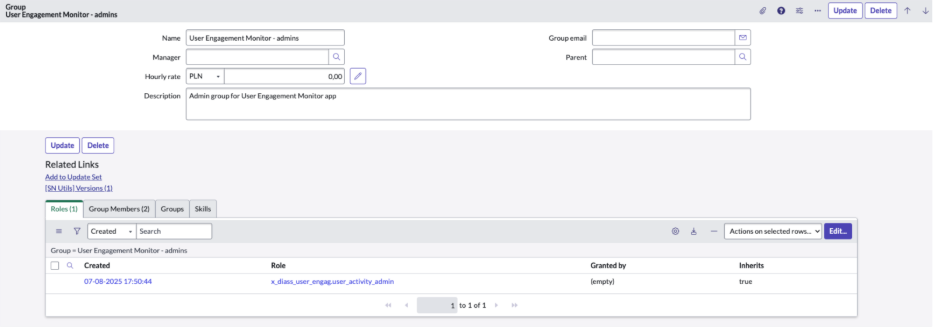 Group
User Engagement Monitor - admins
Update Delete
Name User Engagement Monitor - admins Group email
Manager Parent
Hourly rate PLN 0,00
Description Admin group for User Engagement Monitor app
Update Delete
Related Links
Add to Update Set
[SN Utils] Versions (1)
Roles (1) Group Members (2) Groups Skills
Created Search Actions on selected rows... Edit...
Group = User Engagement Monitor - admins
Created Role Granted by Inherits
07-08-2025 17:50:44 x_diass_user_engag.user_activity_admin (empty) true
1 to 1 of 1